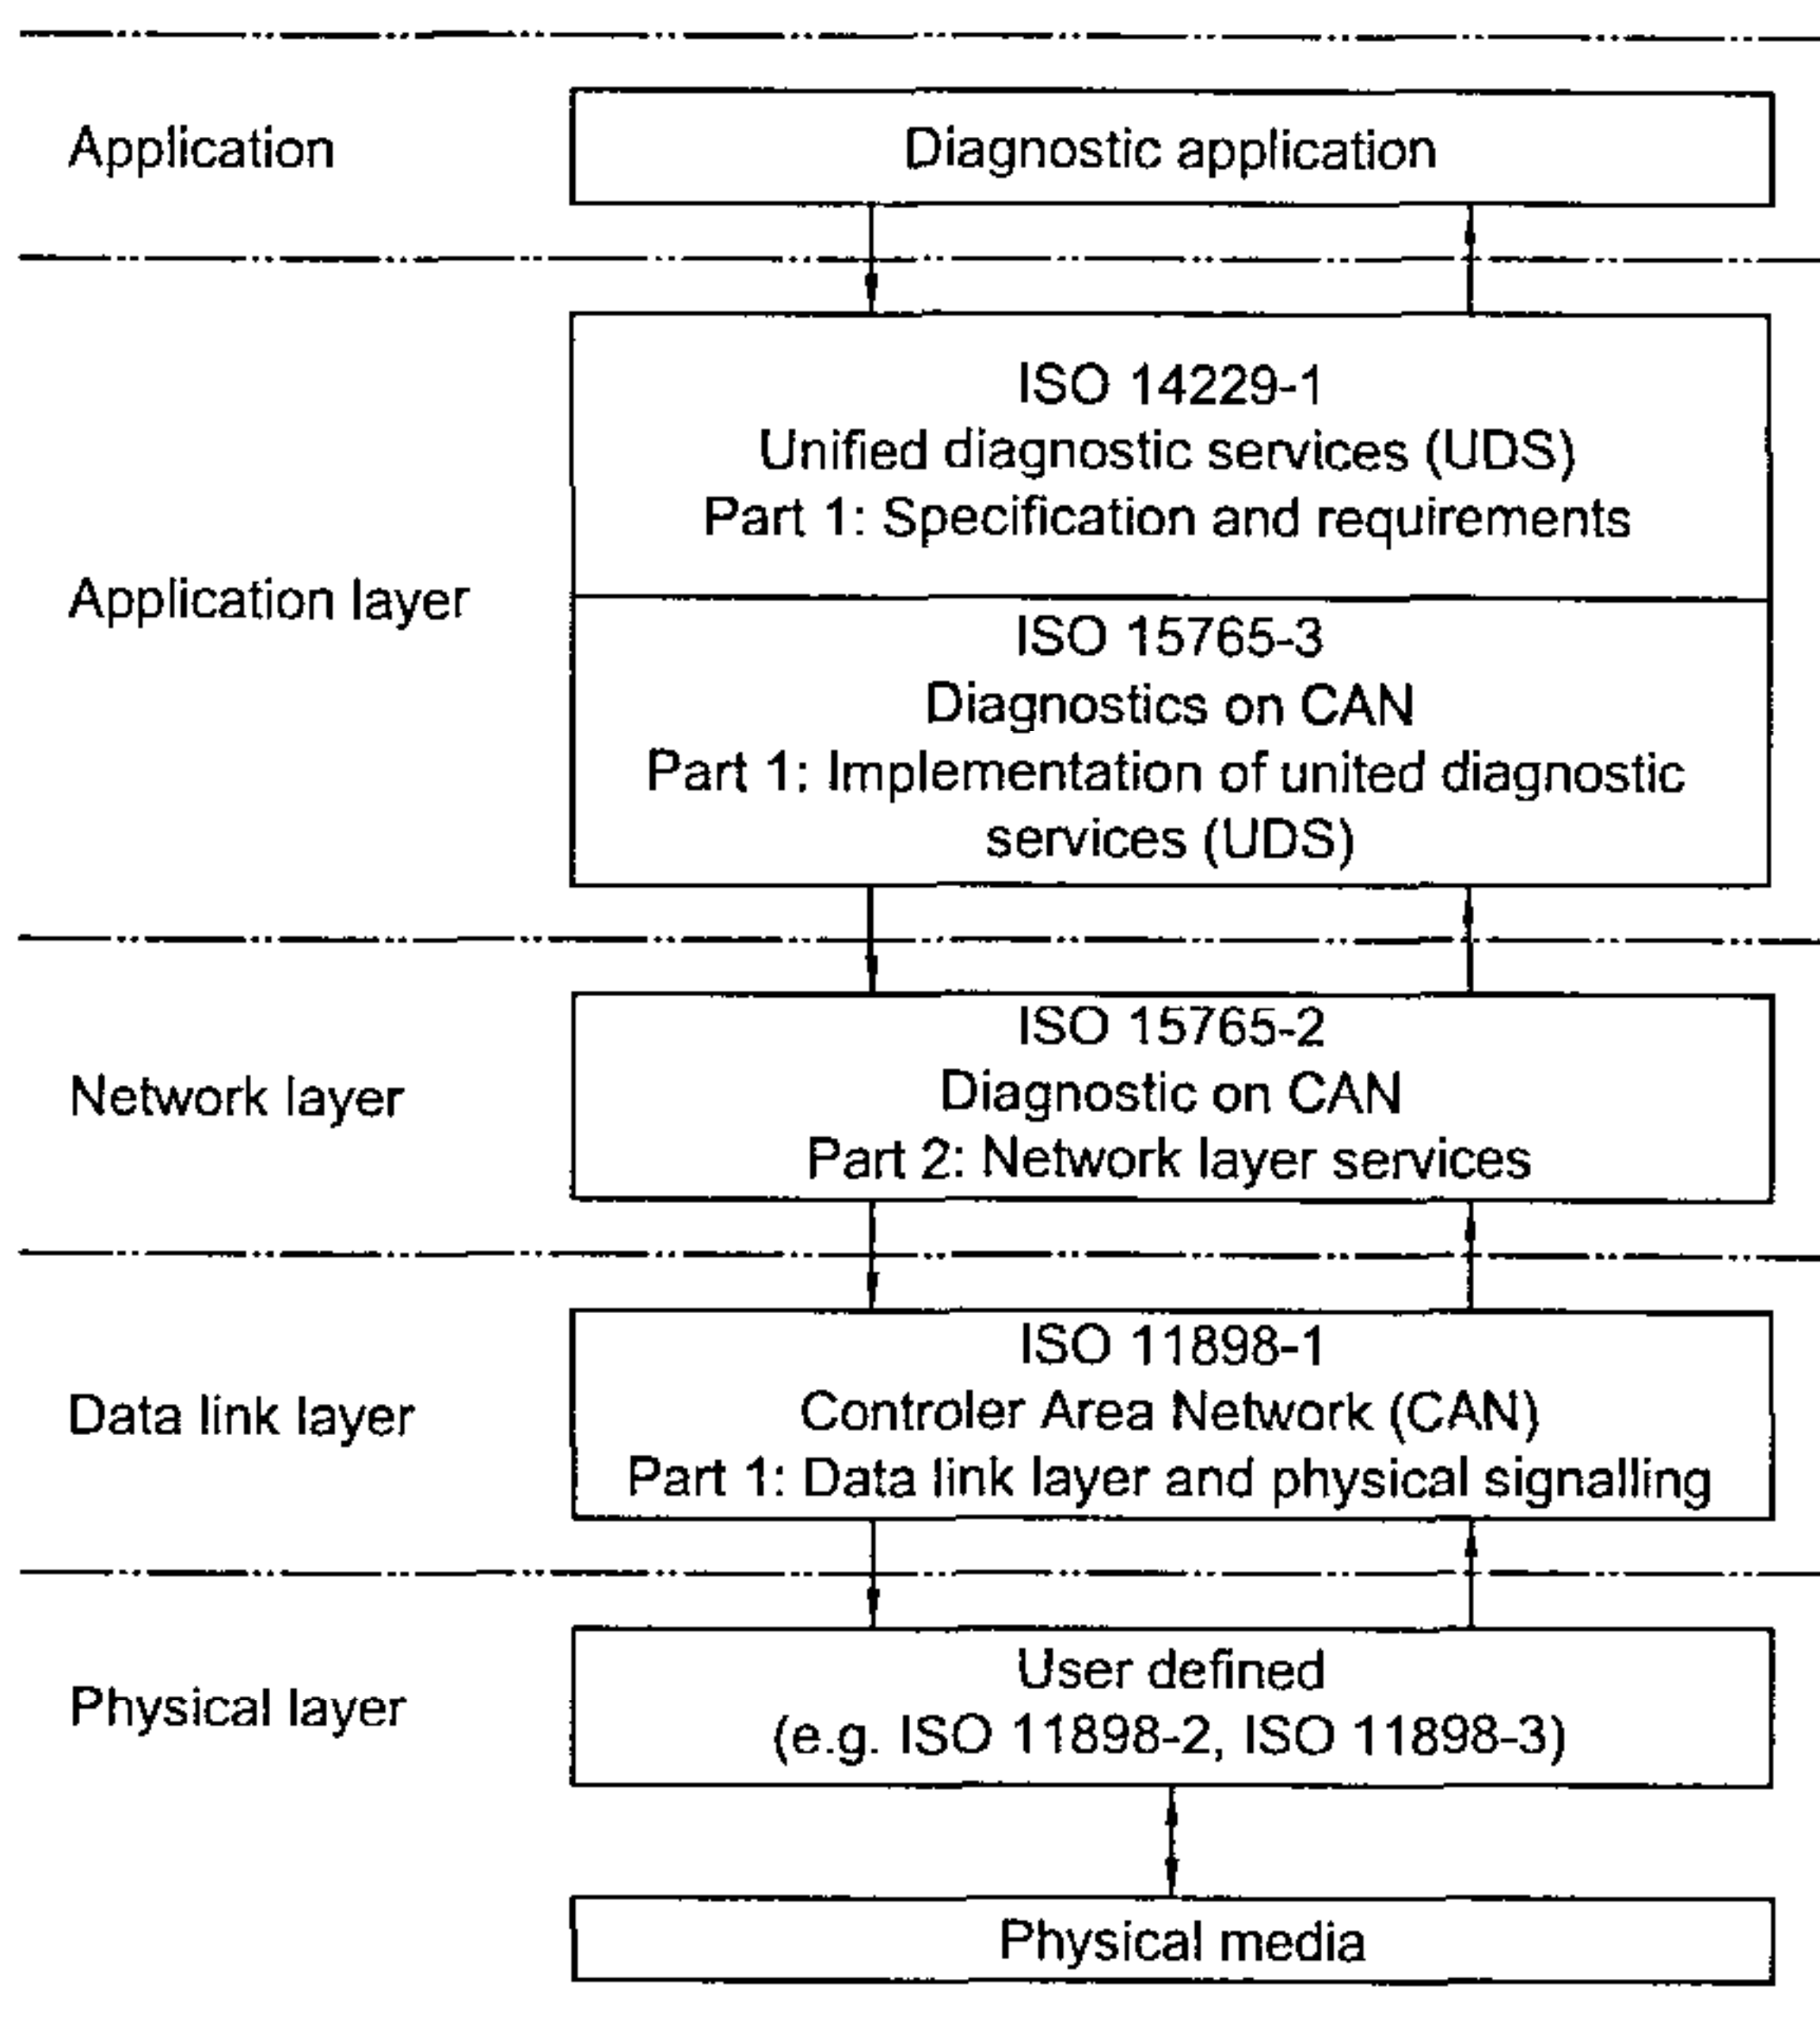 Application
Diagnostic application
Application layer
ISO 14229-1
Unified diagnostic services (UDS)
Part 1: Specification and requirements
ISO 15765-3
Diagnostics on CAN
Part 1: Implementation of united diagnostic
services (UDS)
Network layer
ISO 15765-2
Diagnostic on CAN
Part 2: Network layer services
Data link layer
ISO 11898-1
Controler Area Network (CAN)
Part 1: Data link layer and physical signalling
Physical layer
User defined
(e.g. ISO 11898-2, ISO 11898-3)
Physical media